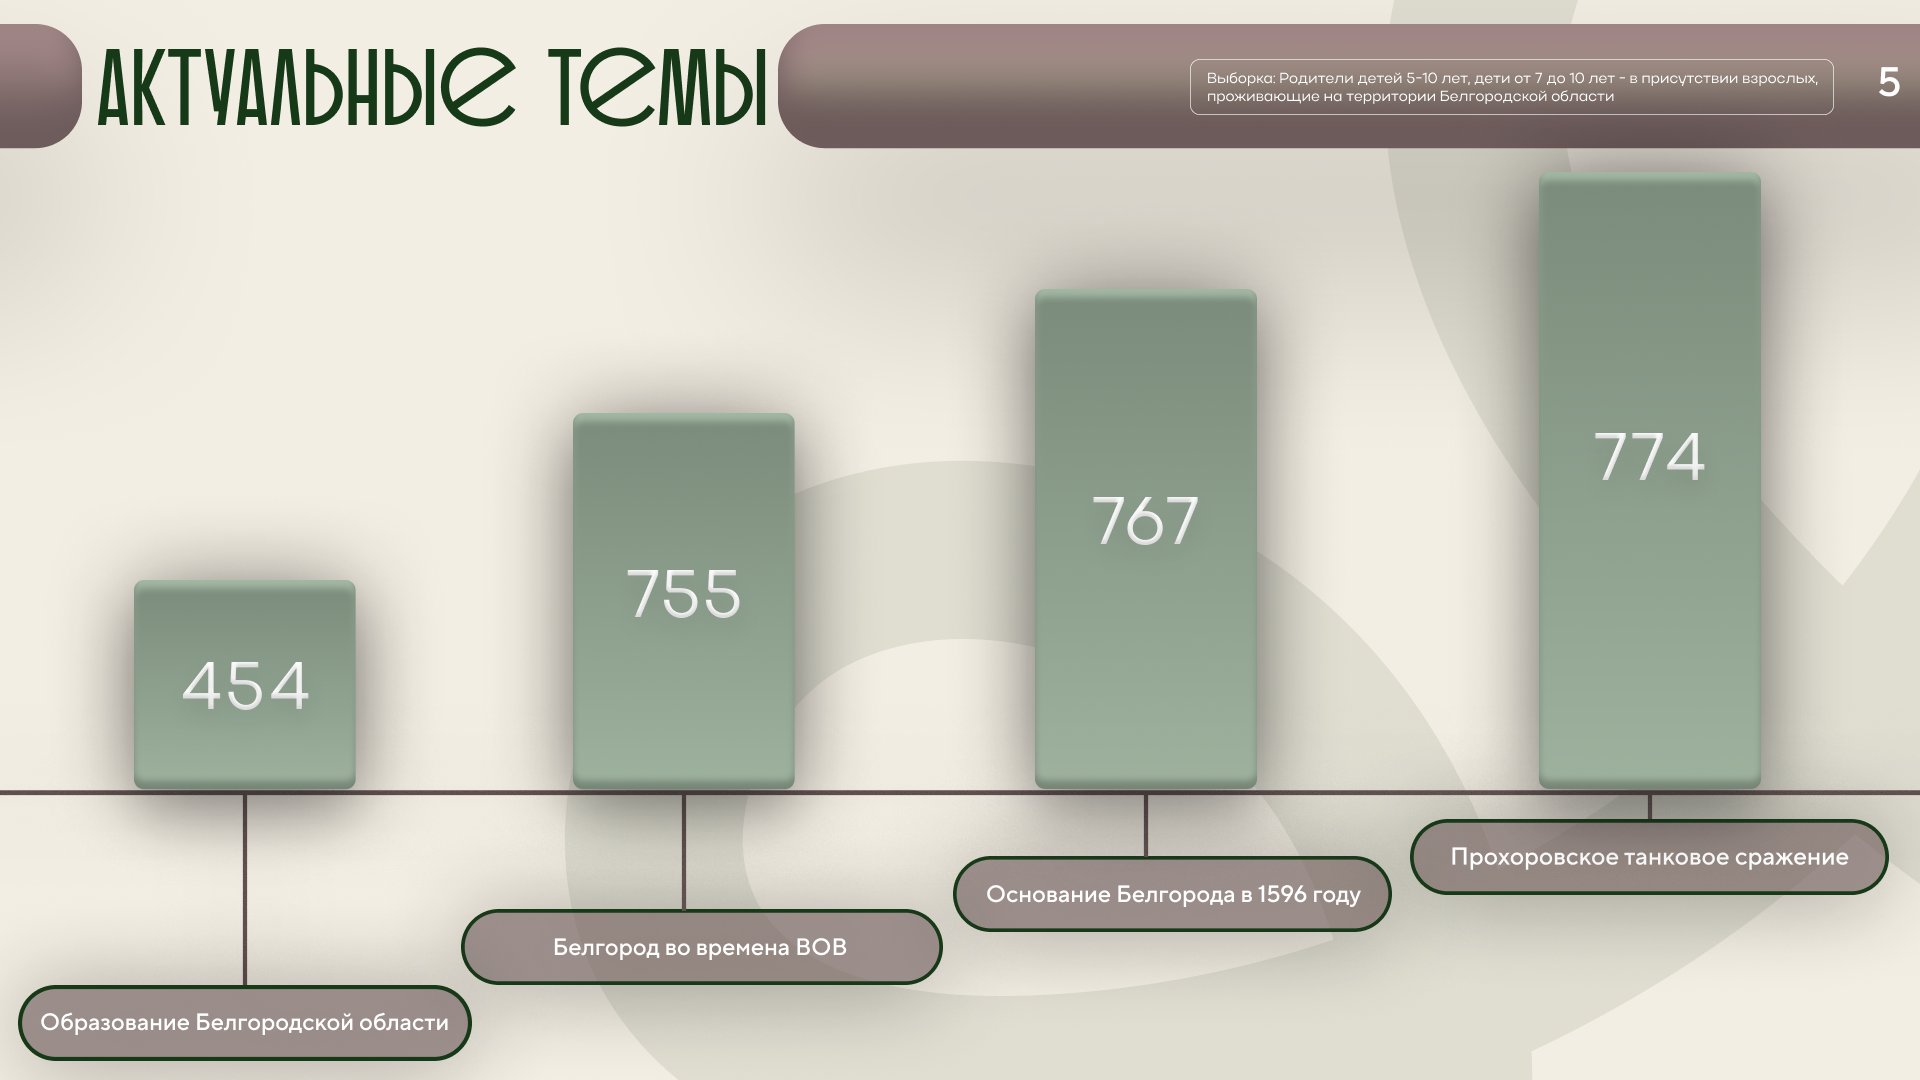 АКТУАЛЬНЫЕ ТЕМЫ
Выборка: Родители детей 5-10 лет, дети от 7 до 10 лет - в присутствии взрослых,
проживающие на территории Белгородской области
5
454
755
767
774
Образование Белгородской области
Белгород во времена ВОВ
Основание Белгорода в 1596 году
Прохоровское танковое сражение